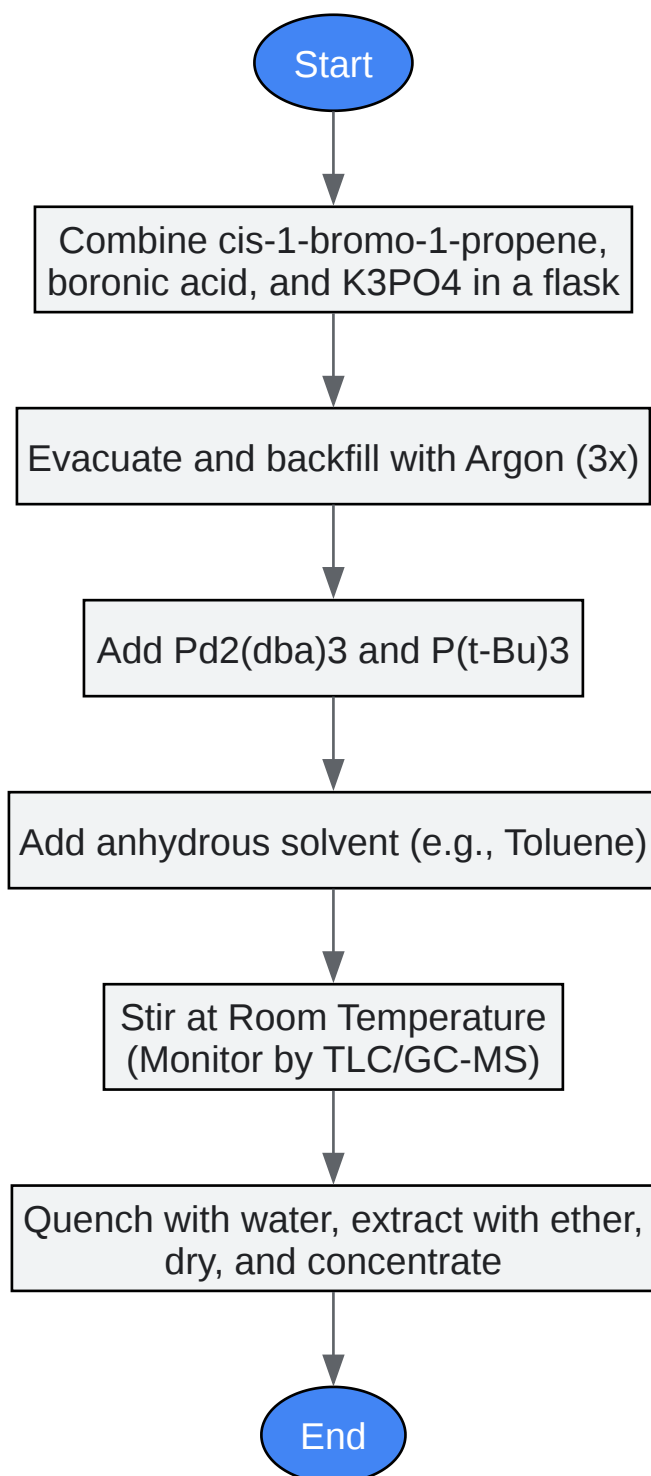 Start
Combine cis-1-bromo-1-propene,
boronic acid, and K3PO4 in a flask
Evacuate and backfill with Argon (3x)
Add Pd2(dba)3 and P(t-Bu)3
Add anhydrous solvent (e.g., Toluene)
Stir at Room Temperature
(Monitor by TLC/GC-MS)
Quench with water, extract with ether,
dry, and concentrate
End